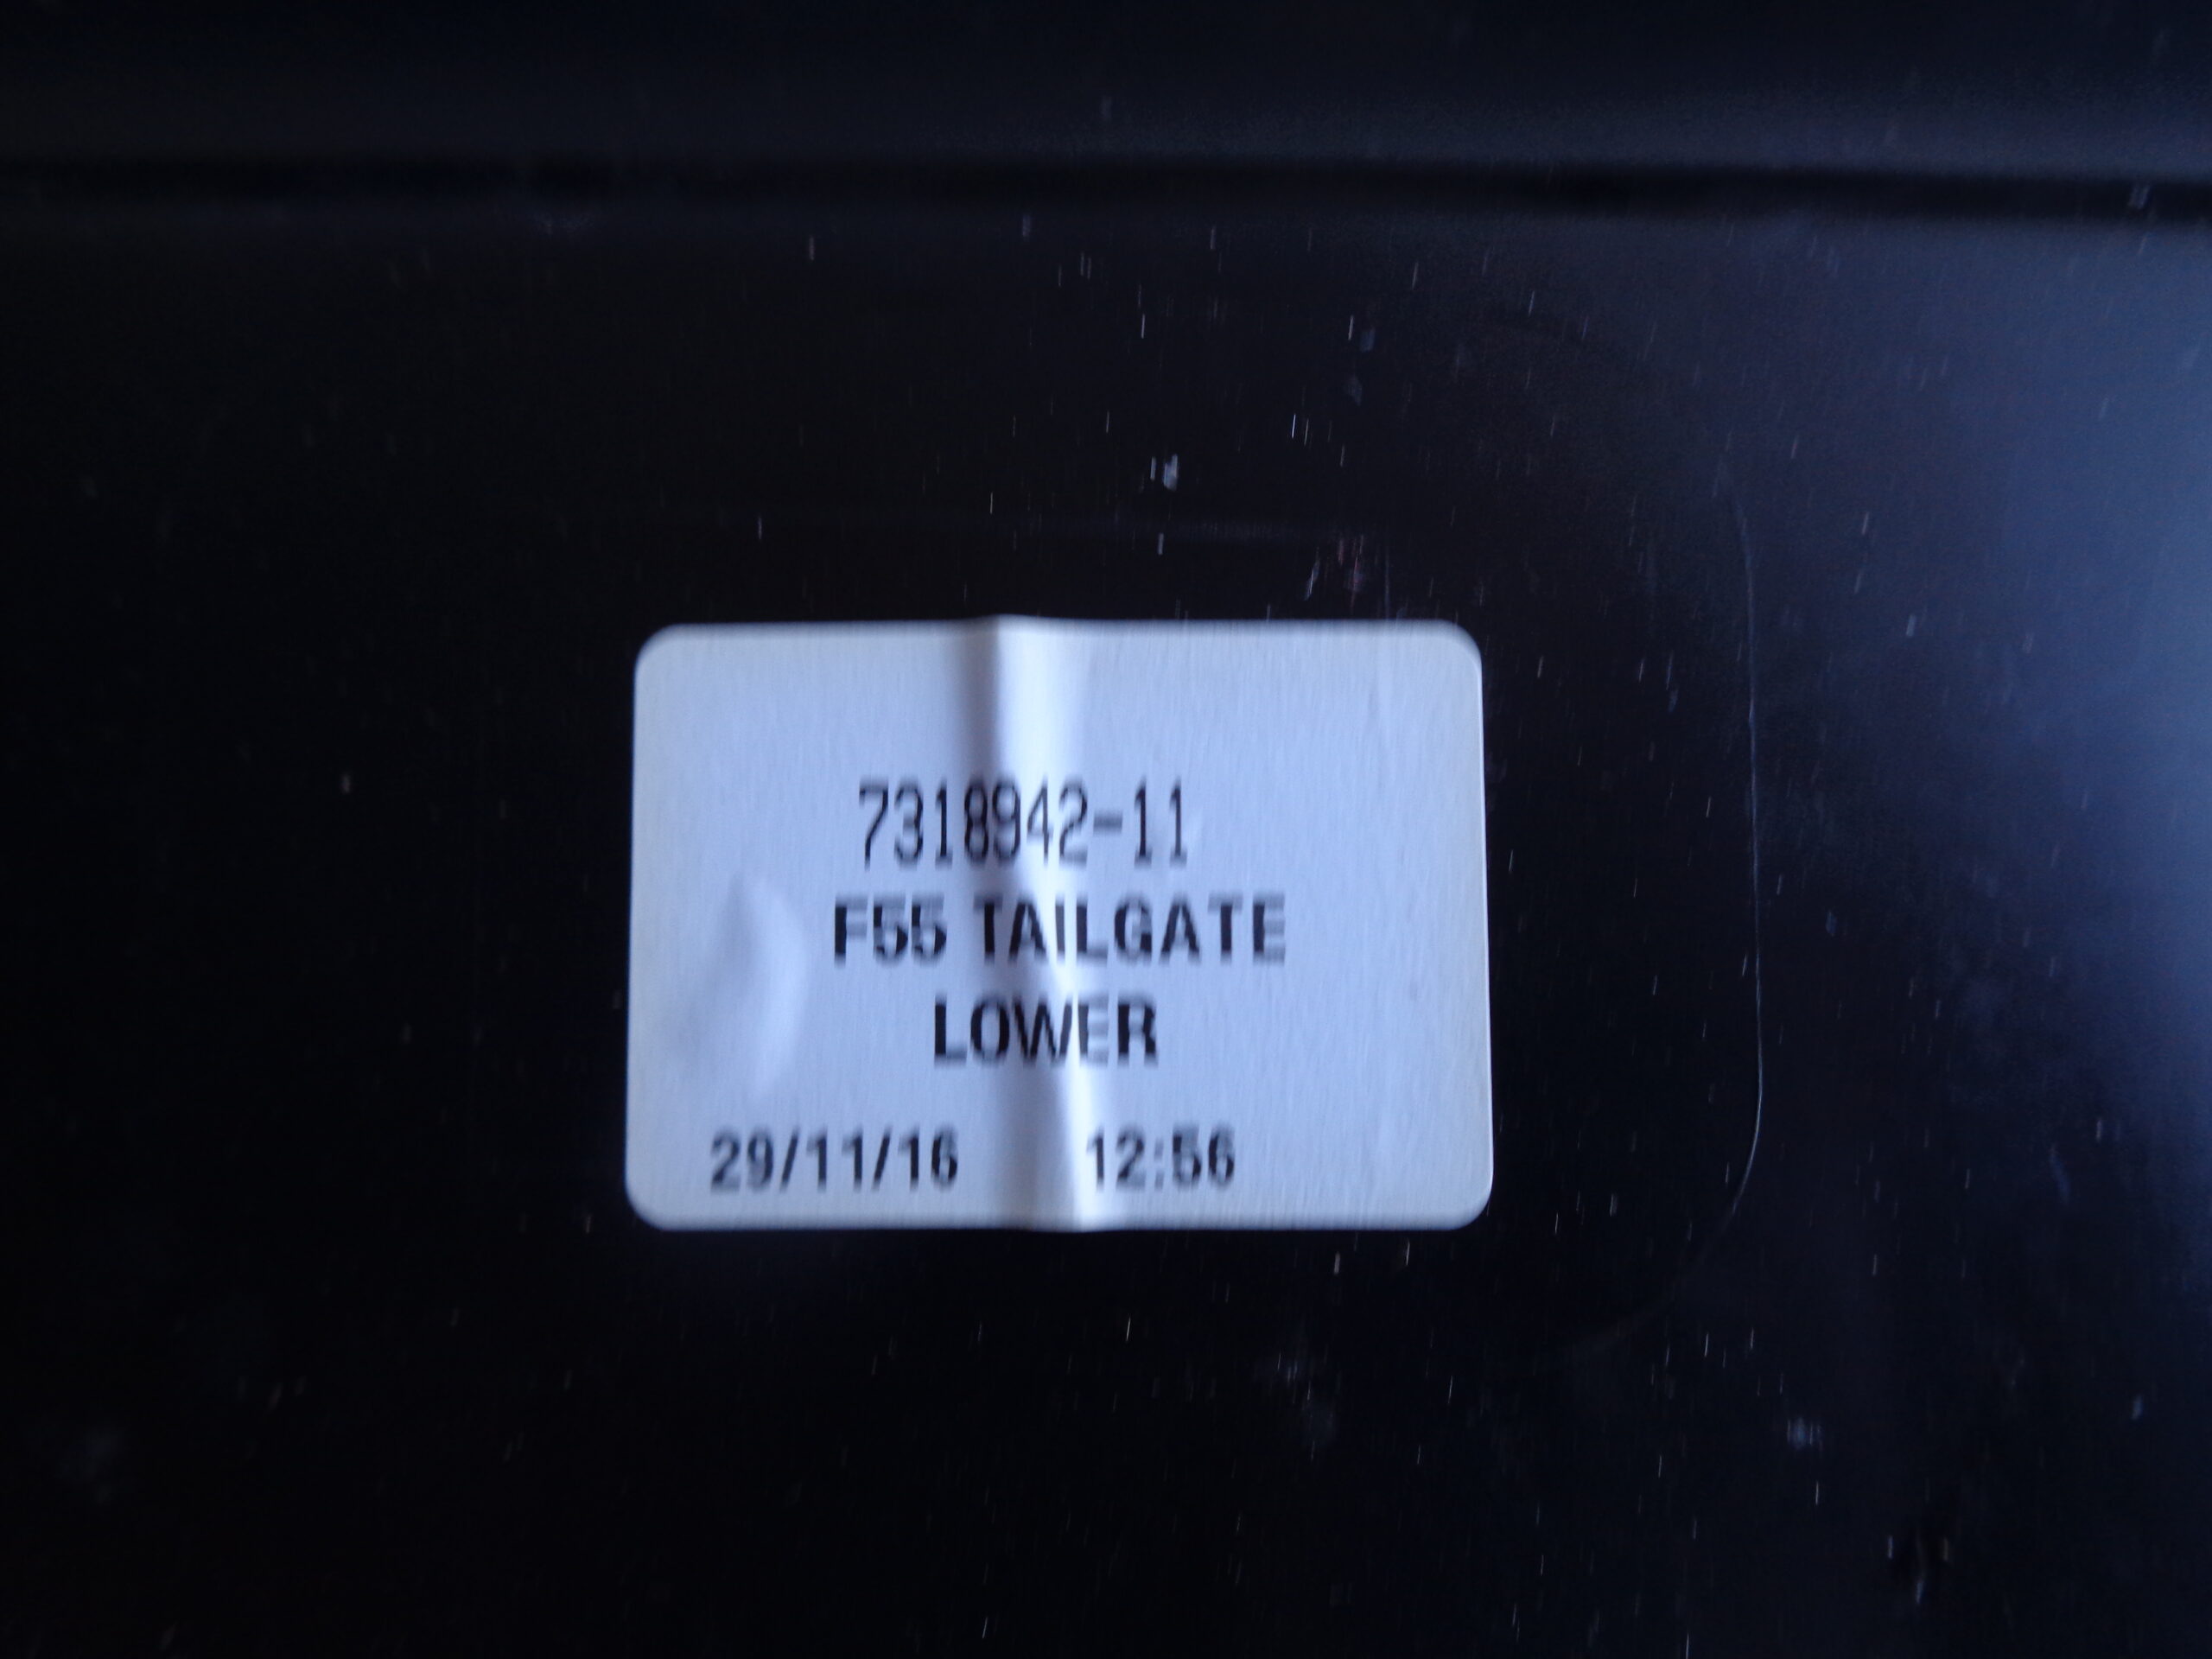 7318942-11
F55 TAILGATE
LOWER
29/11/16 12:56